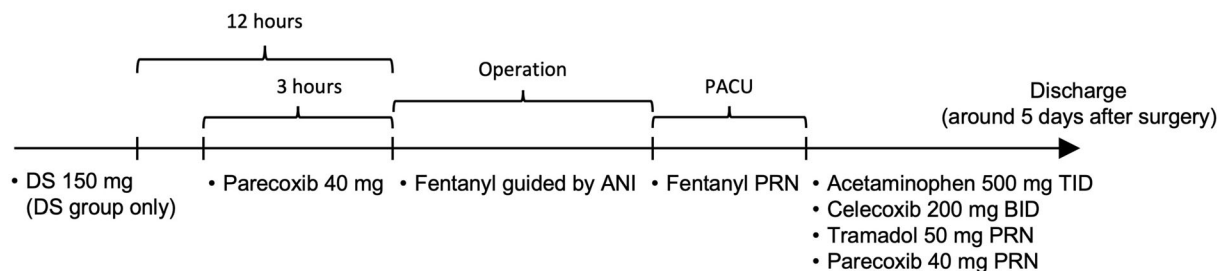 12 hours
3 hours
Operation
PACU
Discharge
(around 5 days after surgery)
• DS 150 mg
(DS group only)
• Parecoxib 40 mg
• Fentanyl guided by ANI
• Fentanyl PRN
• Acetaminophen 500 mg TID
• Celecoxib 200 mg BID
• Tramadol 50 mg PRN
• Parecoxib 40 mg PRN